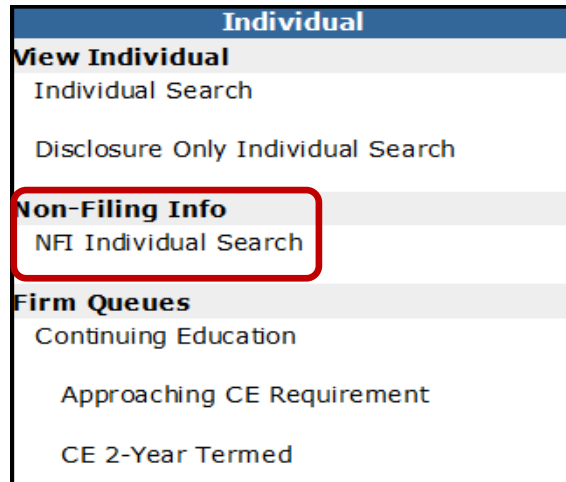 Individual
View Individual
Individual Search
Disclosure Only Individual Search
Non-Filing Info
NFI Individual Search
Firm Queues
Continuing Education
Approaching CE Requirement
CE 2-Year Termed